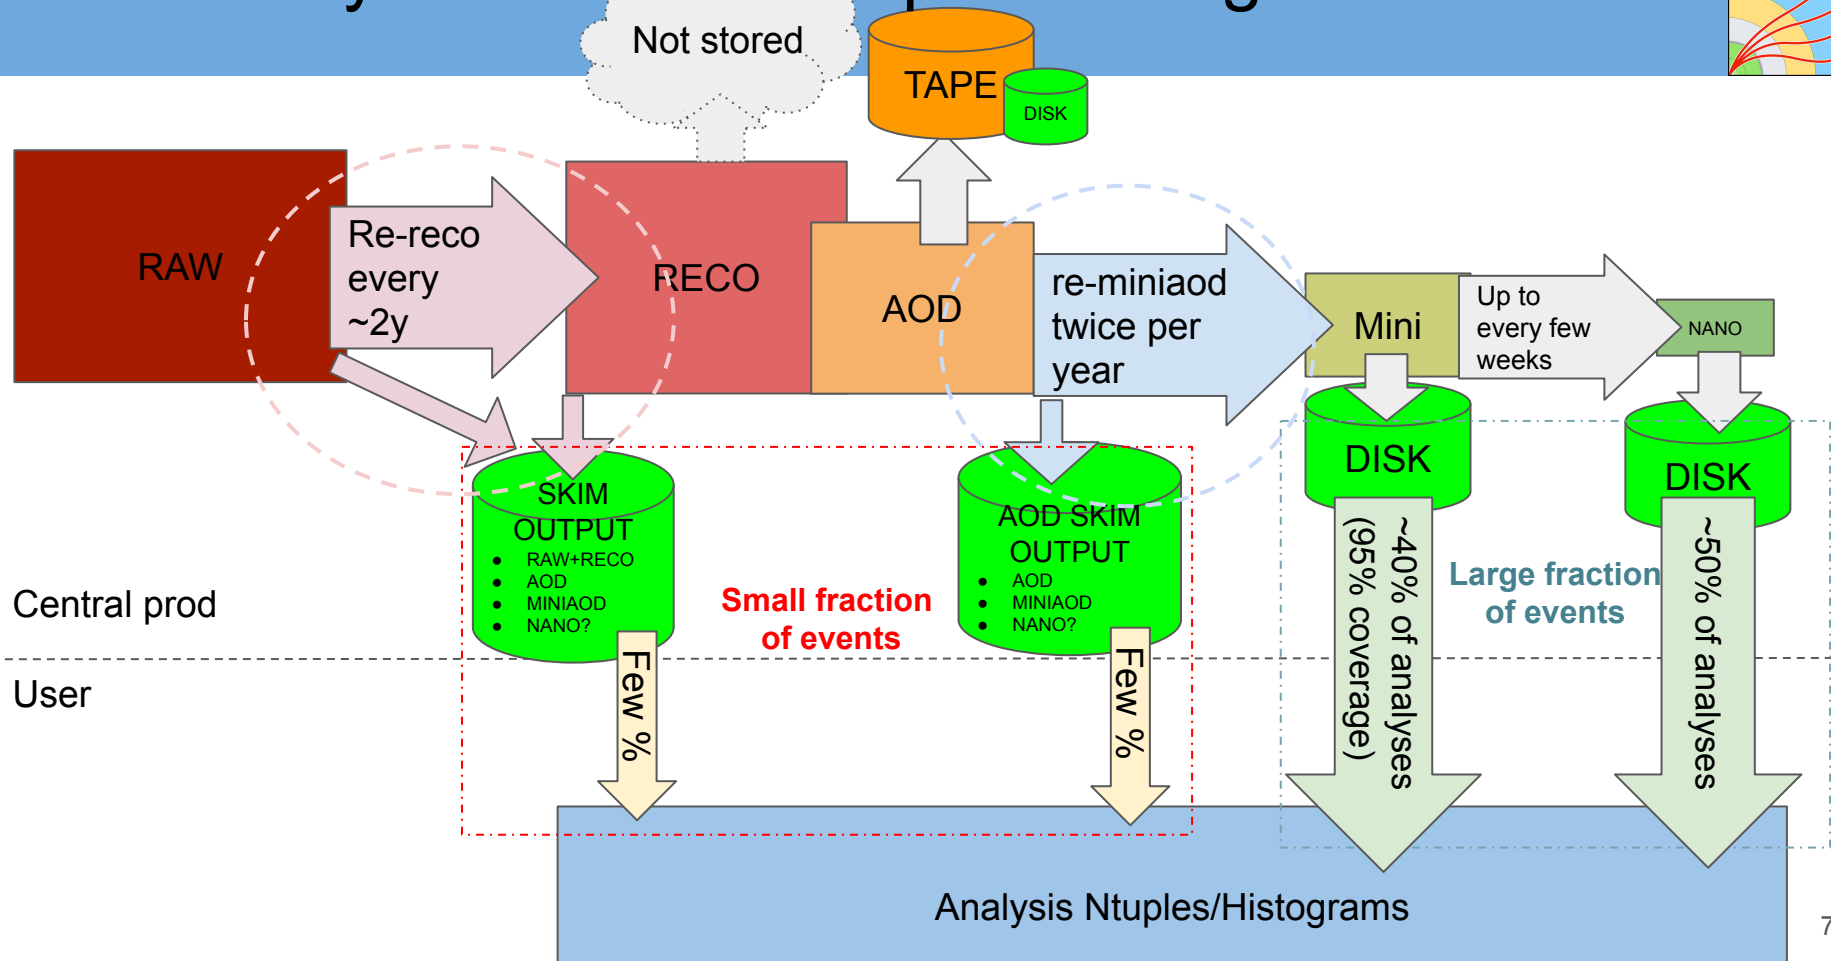 Not stored
TAPE
DISK
RAW
Re-reco
every
~2y
RECO
AOD
re-miniaod
twice per
year
Mini
Up to
every few
weeks
NANO
SKIM
OUTPUT
● RAW+RECO
● AOD
● MINIAOD
● NANO?
AOD SKIM
OUTPUT
● AOD
● MINIAOD
● NANO?
DISK
DISK
Small fraction
of events
Large fraction
of events
Central prod
User
Few %
Few %
~40% of analyses
(95% coverage)
~50% of analyses
Analysis Ntuples/Histograms
7